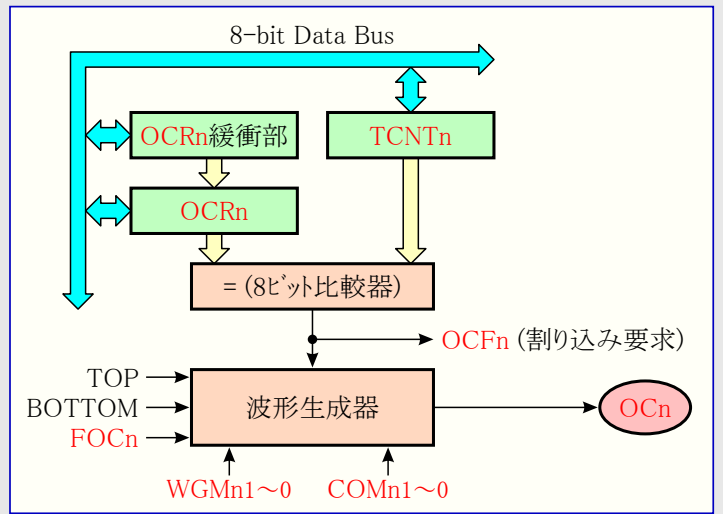 8-bit Data Bus
OCRn緩衝部
TCNTn
OCRn
= (8ﾋﾞｯﾄ比較器)
OCFn (割り込み要求)
TOP
BOTTOM
FOCn
波形生成器
OCn
WGMn1～0
COMn1～0